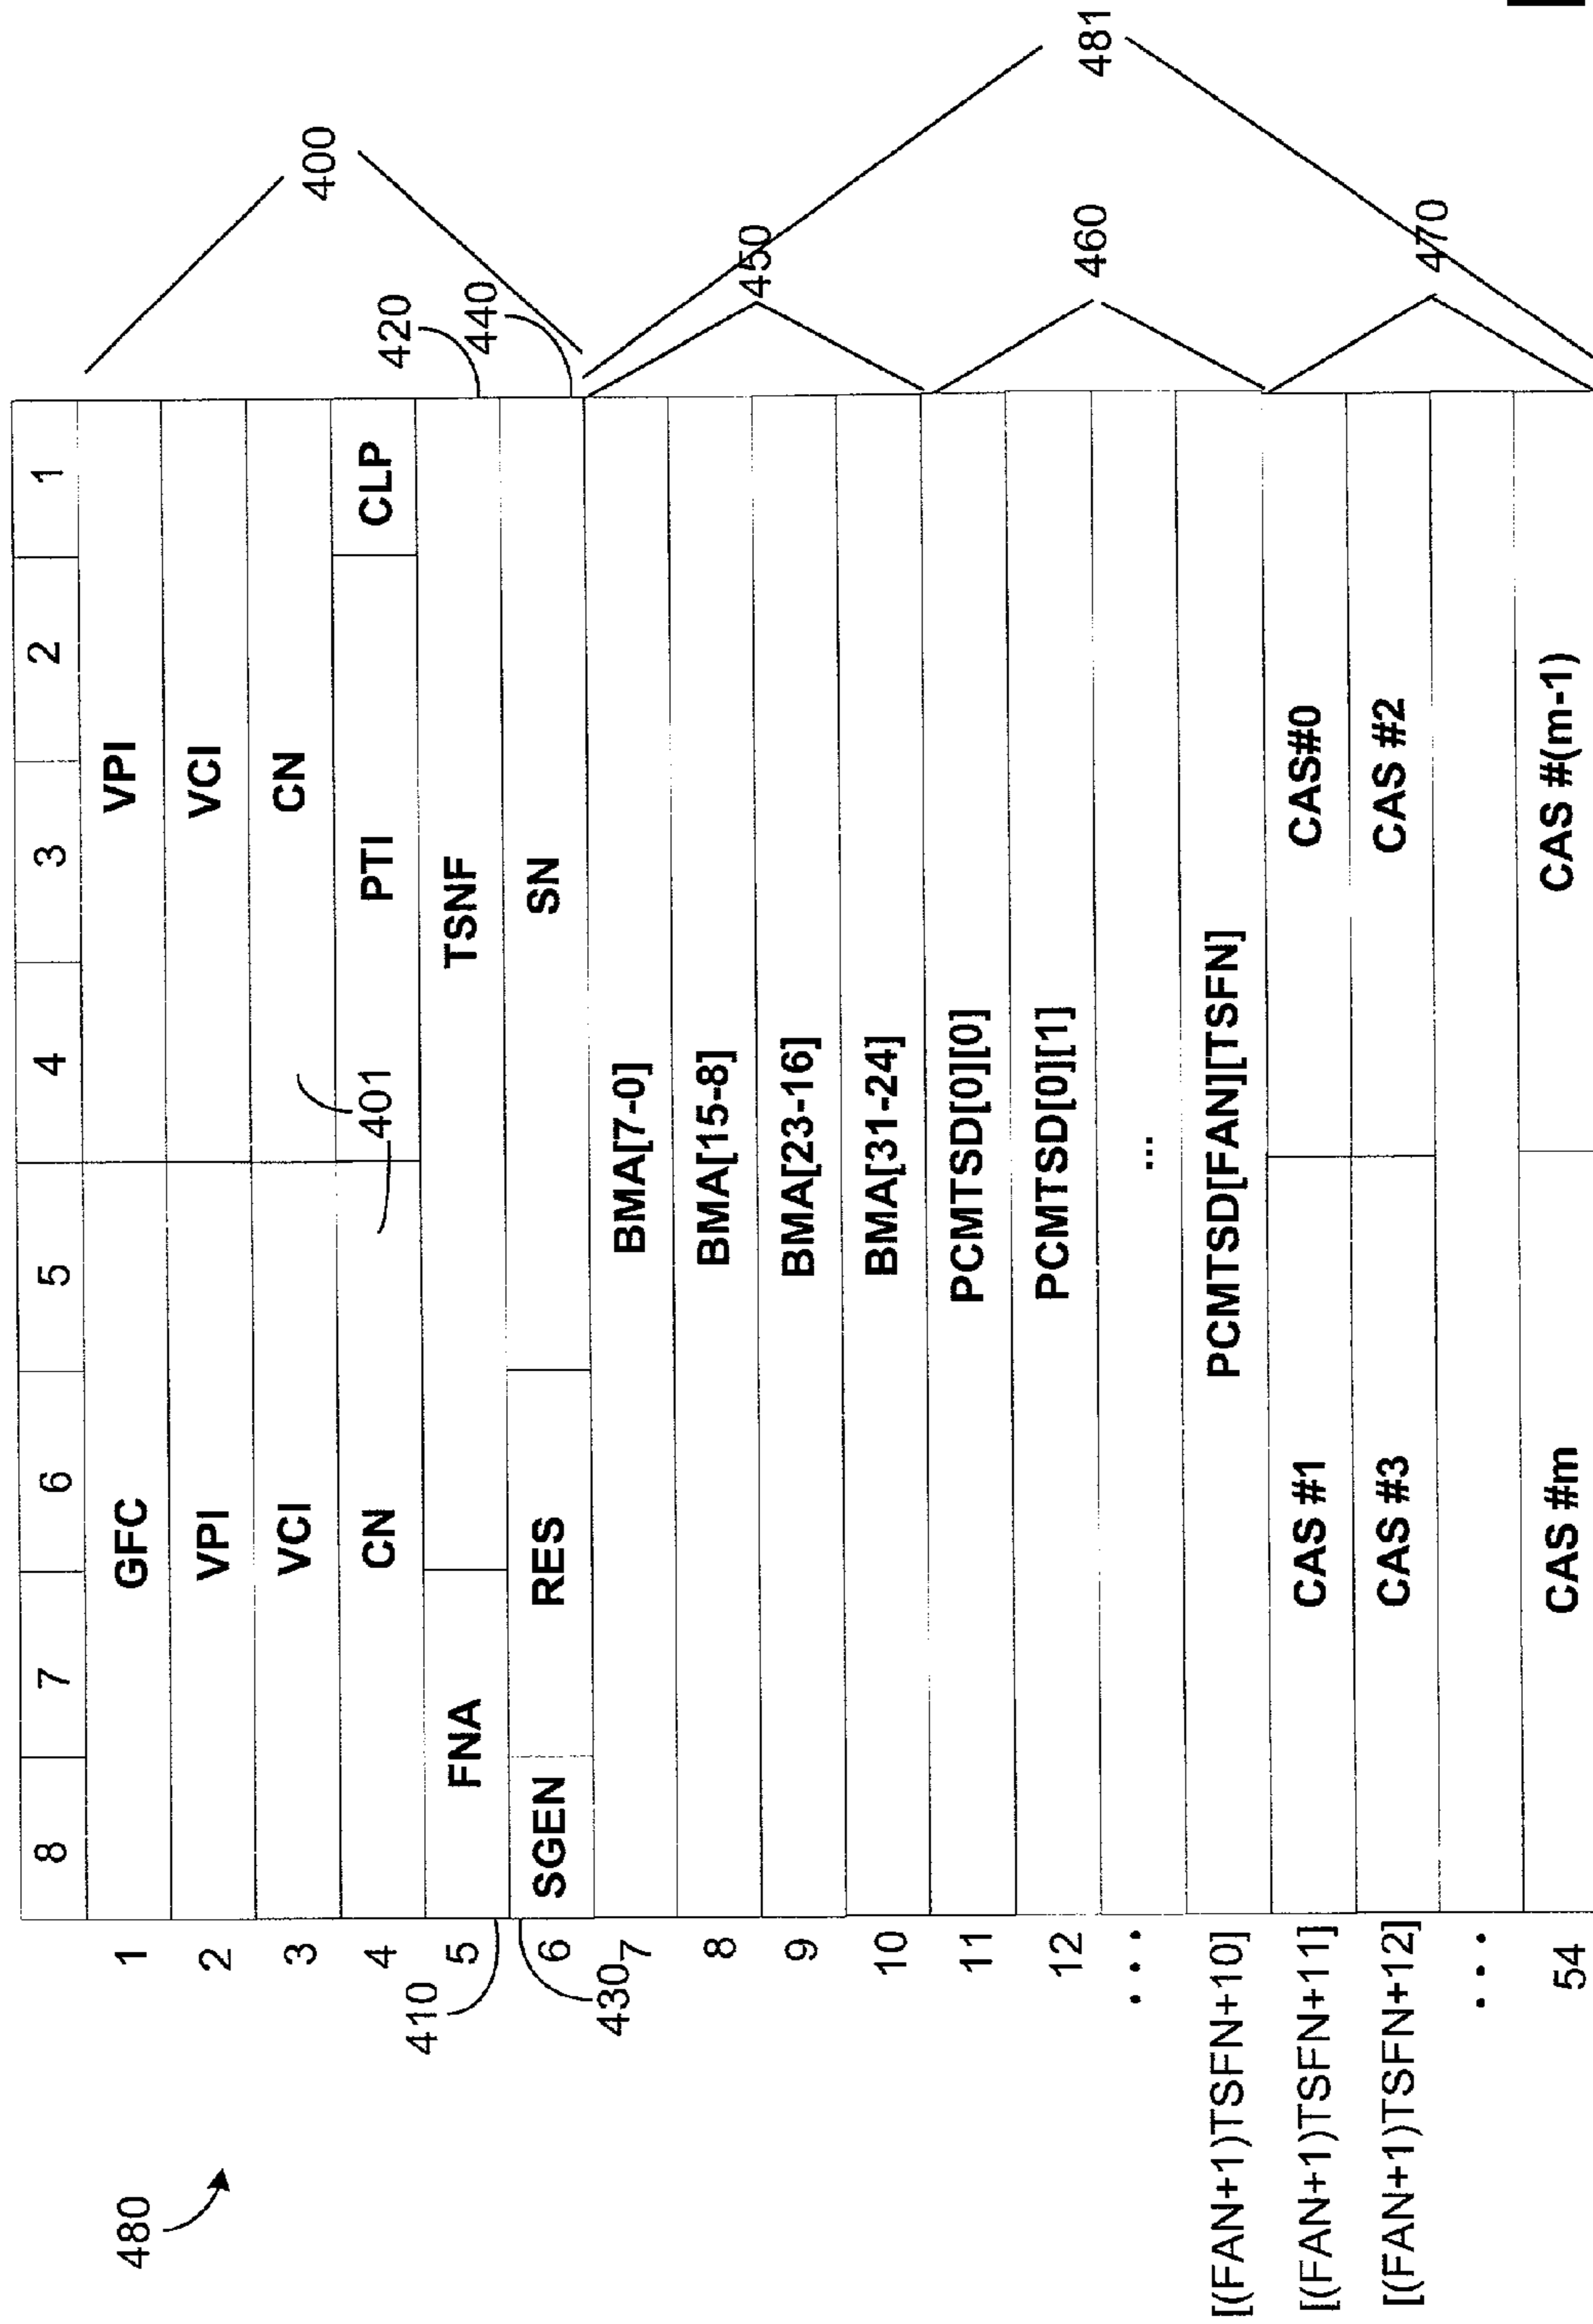 480
8 7 6 5 4 3 2 1
1 GFC VPI
2 VPI VCI
3 VCI CN
4 CN PTI CLP
5 FNA TSNF
6 SGEN RES SN
7 BMA[7-0]
8 BMA[15-8]
9 BMA[23-16]
10 BMA[31-24]
11 PCMTSD[0][0]
12 PCMTSD[0][1]
... ...
[(FAN+1)TSFN+10] PCMTSD[FAN][TSFN]
[(FAN+1)TSFN+11] CAS #1 CAS#0
[(FAN+1)TSFN+12] CAS #3 CAS #2
...
54 CAS #m CAS #(m-1)
400
401
410
420
430
440
450
460
470
481